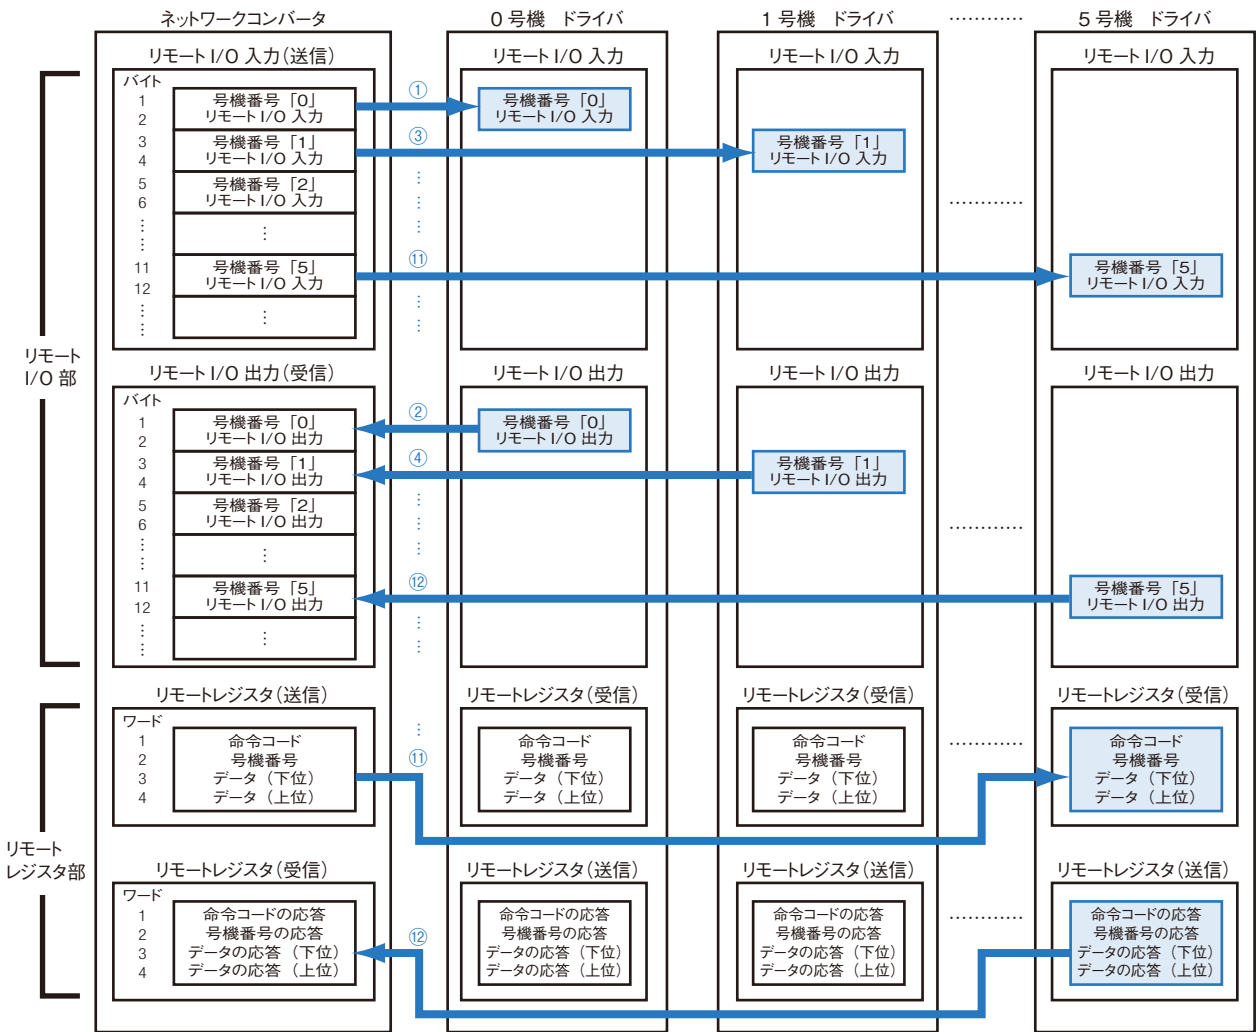 ネットワークコンバータ
0 号機 ドライバ
1 号機 ドライバ
…………
5 号機 ドライバ
リモート I/O 入力(送信)
リモート I/O 入力
リモート I/O 入力
リモート I/O 入力
バイト
1
2
号機番号「0」
リモート I/O 入力
①
号機番号「0」
リモート I/O 入力
3
4
号機番号「1」
リモート I/O 入力
③
号機番号「1」
リモート I/O 入力
5
6
号機番号「2」
リモート I/O 入力
…………
11
12
号機番号「5」
リモート I/O 入力
⑪
号機番号「5」
リモート I/O 入力
リモート
I/O 部
リモート I/O 出力(受信)
リモート I/O 出力
リモート I/O 出力
リモート I/O 出力
バイト
1
2
号機番号「0」
リモート I/O 出力
②
号機番号「0」
リモート I/O 出力
3
4
号機番号「1」
リモート I/O 出力
④
号機番号「1」
リモート I/O 出力
5
6
号機番号「2」
リモート I/O 出力
…………
11
12
号機番号「5」
リモート I/O 出力
⑫
号機番号「5」
リモート I/O 出力
リモートレジスタ(送信)
リモートレジスタ(受信)
リモートレジスタ(受信)
リモートレジスタ(受信)
ワード
1
2
3
4
命令コード
号機番号
データ(下位)
データ(上位)
⑪
命令コード
号機番号
データ(下位)
データ(上位)
命令コード
号機番号
データ(下位)
データ(上位)
…………
命令コード
号機番号
データ(下位)
データ(上位)
リモート
レジスタ部
リモートレジスタ(受信)
リモートレジスタ(送信)
リモートレジスタ(送信)
リモートレジスタ(送信)
ワード
1
2
3
4
命令コードの応答
号機番号の応答
データの応答(下位)
データの応答(上位)
⑫
命令コードの応答
号機番号の応答
データの応答(下位)
データの応答(上位)
命令コードの応答
号機番号の応答
データの応答(下位)
データの応答(上位)
…………
命令コードの応答
号機番号の応答
データの応答(下位)
データの応答(上位)